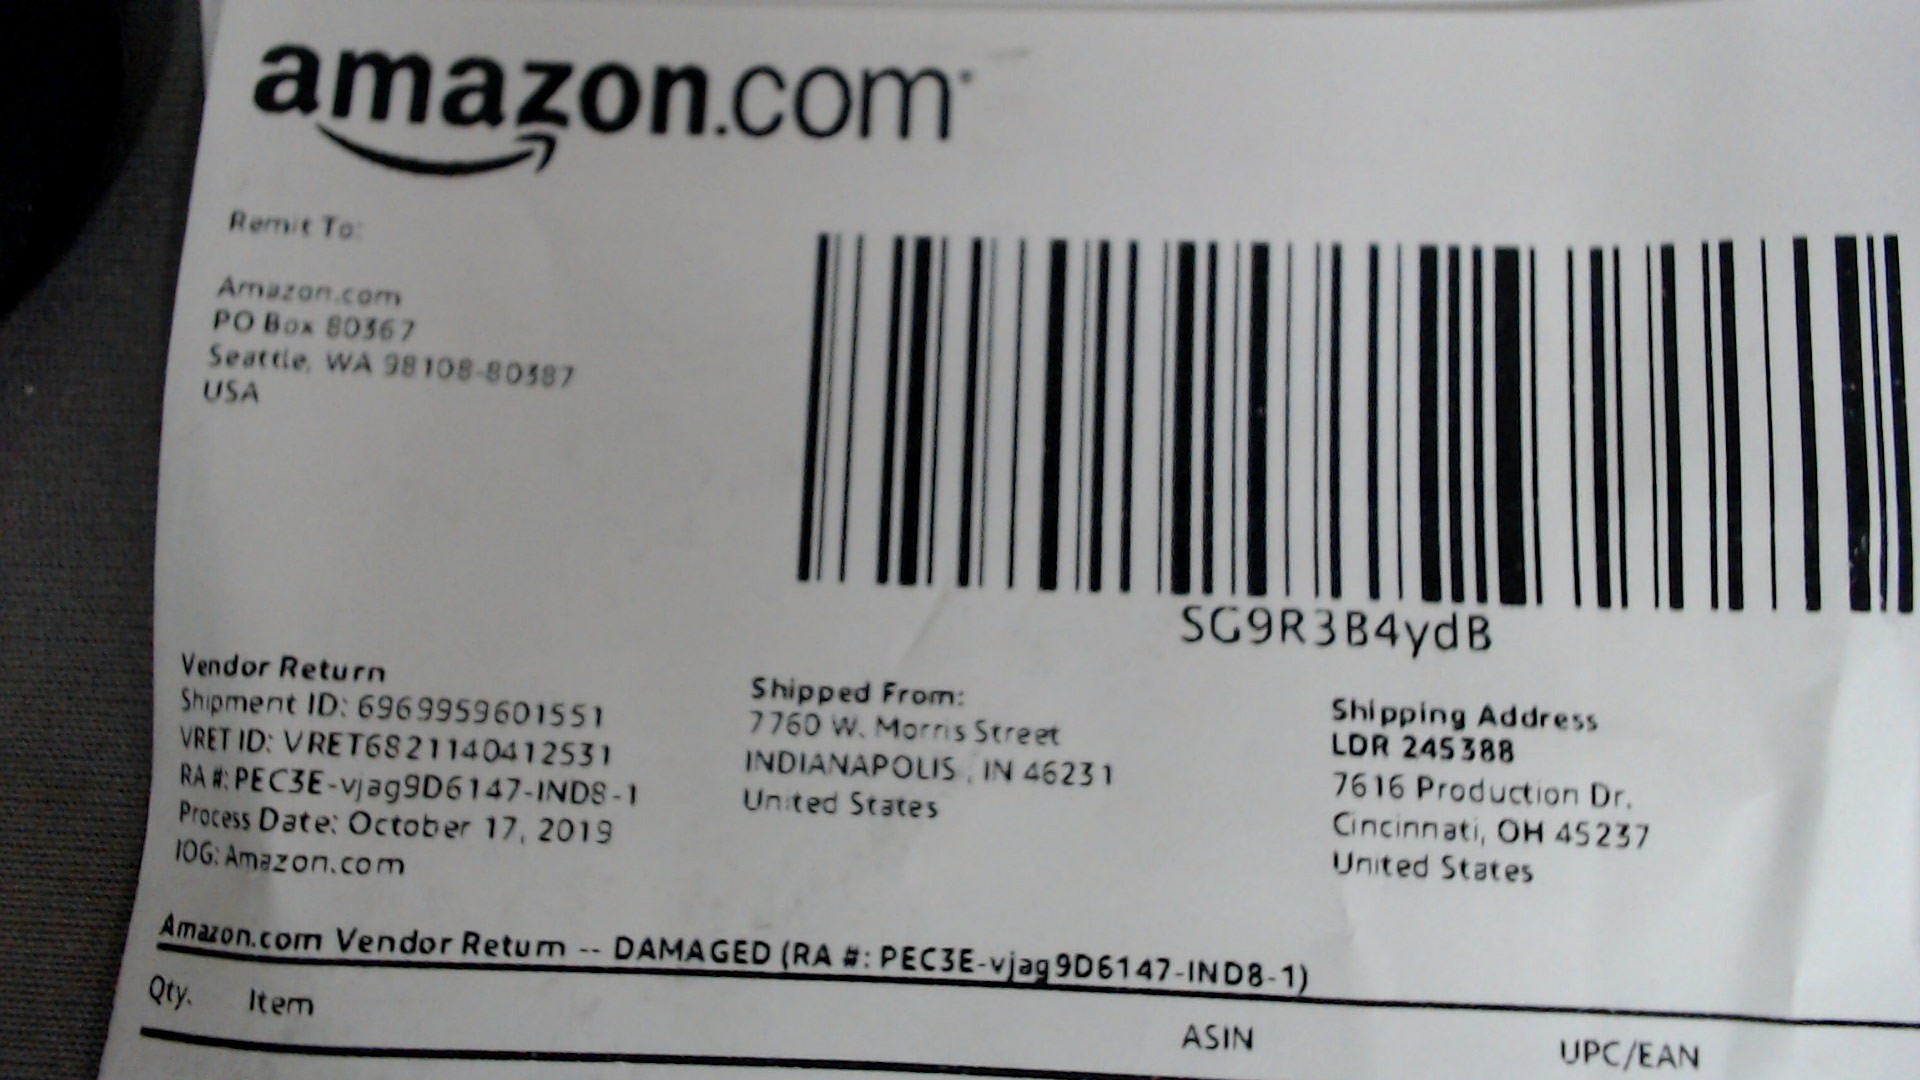 amazon.com
Remit To:
Amazon.com
PO Box 80367
Seattle, WA 98108-80387
USA
SG9R3B4ydB
Vendor Return
Shipment ID: 6969959601551
VRET ID: VRET6821140412531
RA #: PEC3E-vjag9D6147-IND8-1
Process Date: October 17, 2019
IOG: Amazon.com
Shipped From:
7760 W. Morris Street
INDIANAPOLIS , IN 46231
United States
Shipping Address
LDR 245388
7616 Production Dr.
Cincinnati, OH 45237
United States
Amazon.com Vendor Return -- DAMAGED (RA #: PEC3E-vjag9D6147-IND8-1)
Qty. Item ASIN UPC/EAN